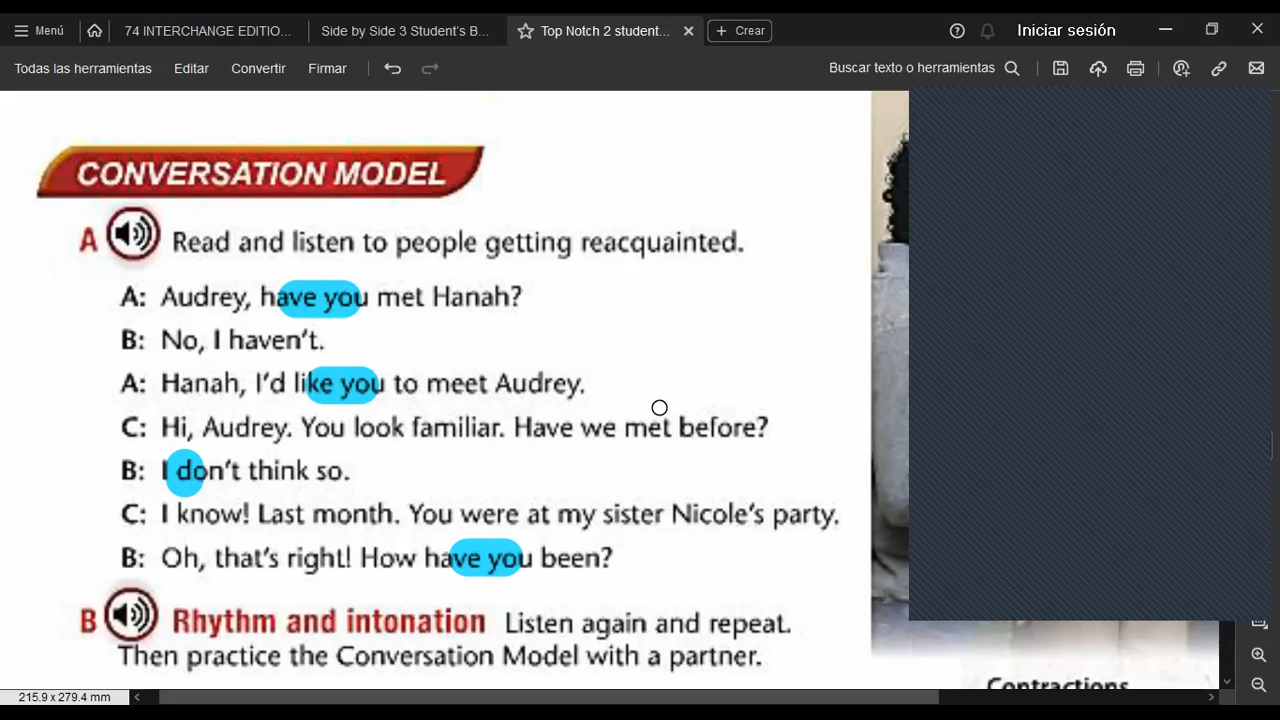 Menú
74 INTERCHANGE EDITIO...
Side by Side 3 Student's B...
Top Notch 2 student...
Crear
Iniciar sesión
Todas las herramientas
Editar
Convertir
Firmar
Buscar texto o herramientas
CONVERSATION MODEL
A Read and listen to people getting reacquainted.
A: Audrey, have you met Hanah?
B: No, I haven't.
A: Hanah, I'd like you to meet Audrey.
C: Hi, Audrey. You look familiar. Have we met before?
B: I don't think so.
C: I know! Last month. You were at my sister Nicole's party.
B: Oh, that's right! How have you been?
B Rhythm and intonation Listen again and repeat.
Then practice the Conversation Model with a partner.
Contractions
215.9 x 279.4 mm